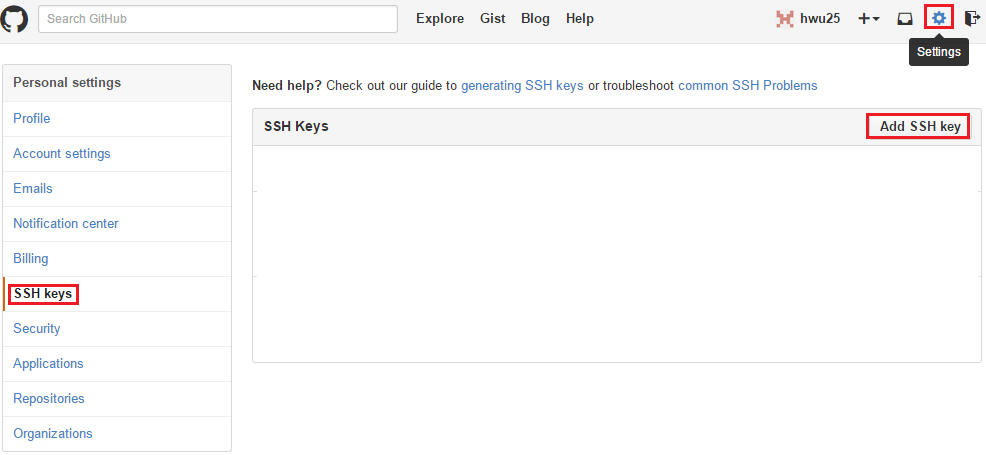 Search GitHub
Explore Gist Blog Help
hwu25
Settings
Personal settings
Profile
Account settings
Emails
Notification center
Billing
SSH keys
Security
Applications
Repositories
Organizations
Need help? Check out our guide to generating SSH keys or troubleshoot common SSH Problems
SSH Keys
Add SSH key